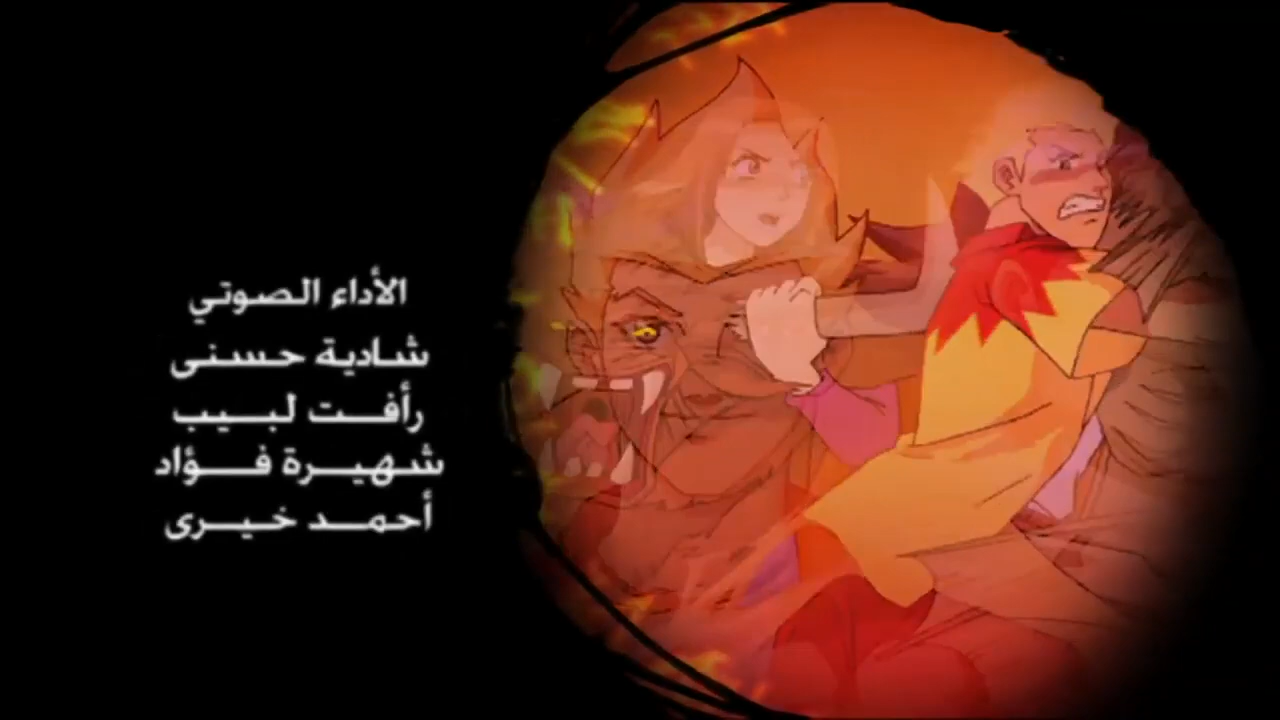 الأداء الصوتي
شادية حسنى
رأفت لبيب
شهيرة فؤاد
أحمد خيرى